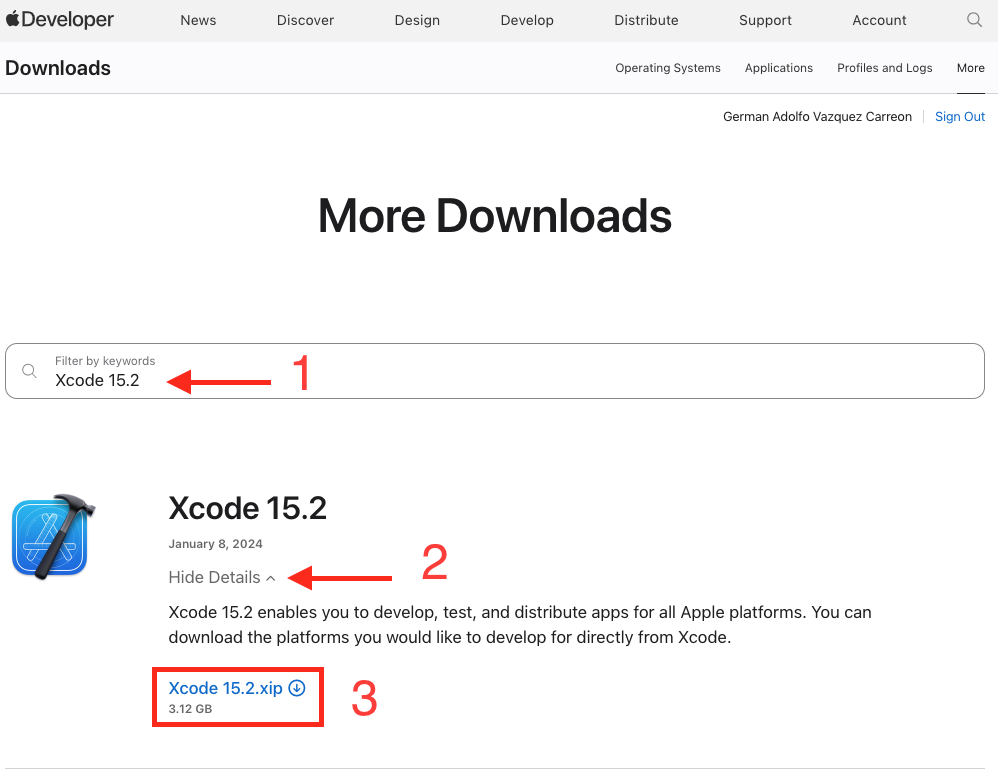 Developer News Discover Design Develop Distribute Support Account
Downloads Operating Systems Applications Profiles and Logs More
German Adolfo Vazquez Carreon Sign Out
More Downloads
Filter by keywords
Xcode 15.2
1
Xcode 15.2
January 8, 2024
Hide Details
2
Xcode 15.2 enables you to develop, test, and distribute apps for all Apple platforms. You can
download the platforms you would like to develop for directly from Xcode.
Xcode 15.2.xip
3.12 GB
3